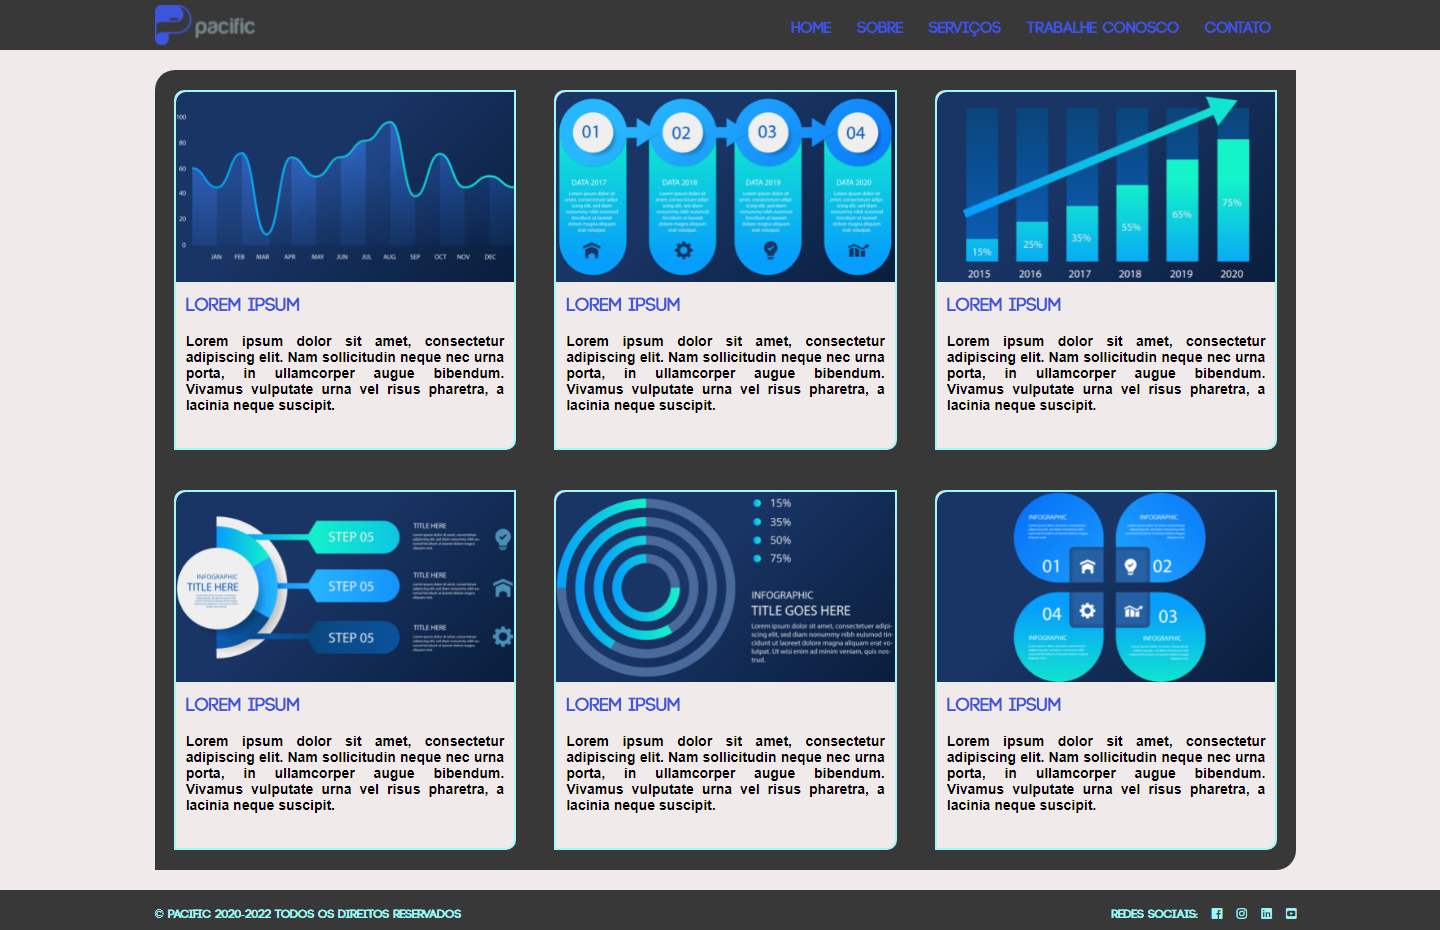 pacific
HOME SOBRE SERVIÇOS TRABALHE CONOSCO CONTATO
100
80
60
40
20
0
JAN FEB MAR APR MAY JUN JUL AUG SEP OCT NOV DEC
01 02 03 04
DATA 2017 DATA 2018 DATA 2019 DATA 2020
15% 25% 35% 55% 65% 75%
2015 2016 2017 2018 2019 2020
LOREM IPSUM
Lorem ipsum dolor sit amet, consectetur
adipiscing elit. Nam sollicitudin neque nec urna
porta, in ullamcorper augue bibendum.
Vivamus vulputate urna vel risus pharetra, a
lacinia neque suscipit.
LOREM IPSUM
Lorem ipsum dolor sit amet, consectetur
adipiscing elit. Nam sollicitudin neque nec urna
porta, in ullamcorper augue bibendum.
Vivamus vulputate urna vel risus pharetra, a
lacinia neque suscipit.
LOREM IPSUM
Lorem ipsum dolor sit amet, consectetur
adipiscing elit. Nam sollicitudin neque nec urna
porta, in ullamcorper augue bibendum.
Vivamus vulputate urna vel risus pharetra, a
lacinia neque suscipit.
INFOGRAPHIC
TITLE HERE
STEP 05
TITLE HERE
STEP 05
TITLE HERE
STEP 05
TITLE HERE
15%
35%
50%
75%
INFOGRAPHIC
TITLE GOES HERE
Lorem ipsum dolor sit amet, consectetuer adipi-
scing elit, sed diam nonummy nibh euismod tin-
cidunt ut laoreet dolore magna aliquam erat vo-
lutpat. Ut wisi enim ad minim veniam, quis nos-
trud.
INFOGRAPHIC
01
INFOGRAPHIC
02
04
INFOGRAPHIC
03
INFOGRAPHIC
LOREM IPSUM
Lorem ipsum dolor sit amet, consectetur
adipiscing elit. Nam sollicitudin neque nec urna
porta, in ullamcorper augue bibendum.
Vivamus vulputate urna vel risus pharetra, a
lacinia neque suscipit.
LOREM IPSUM
Lorem ipsum dolor sit amet, consectetur
adipiscing elit. Nam sollicitudin neque nec urna
porta, in ullamcorper augue bibendum.
Vivamus vulputate urna vel risus pharetra, a
lacinia neque suscipit.
LOREM IPSUM
Lorem ipsum dolor sit amet, consectetur
adipiscing elit. Nam sollicitudin neque nec urna
porta, in ullamcorper augue bibendum.
Vivamus vulputate urna vel risus pharetra, a
lacinia neque suscipit.
© PACIFIC 2020-2022 TODOS OS DIREITOS RESERVADOS
REDES SOCIAIS: